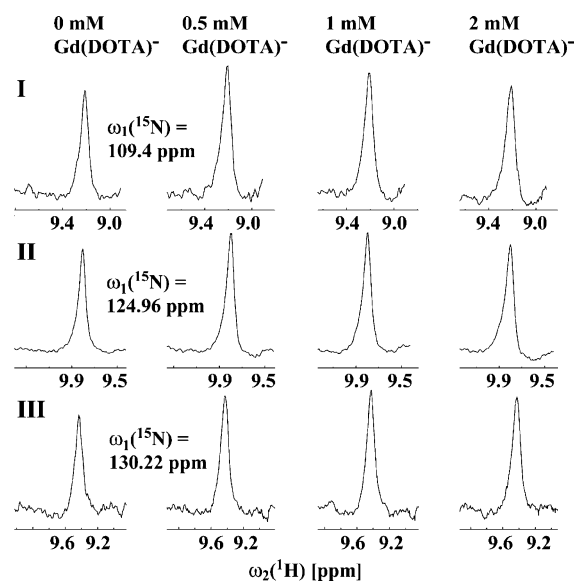 0 mM 0.5 mM 1 mM 2 mM
Gd(DOTA)⁻ Gd(DOTA)⁻ Gd(DOTA)⁻ Gd(DOTA)⁻
I
ω₁(¹⁵N) =
109.4 ppm
9.4 9.0 9.4 9.0 9.4 9.0 9.4 9.0
II
ω₁(¹⁵N) =
124.96 ppm
9.9 9.5 9.9 9.5 9.9 9.5 9.9 9.5
III
ω₁(¹⁵N) =
130.22 ppm
9.6 9.2 9.6 9.2 9.6 9.2 9.6 9.2
ω₂(¹H) [ppm]